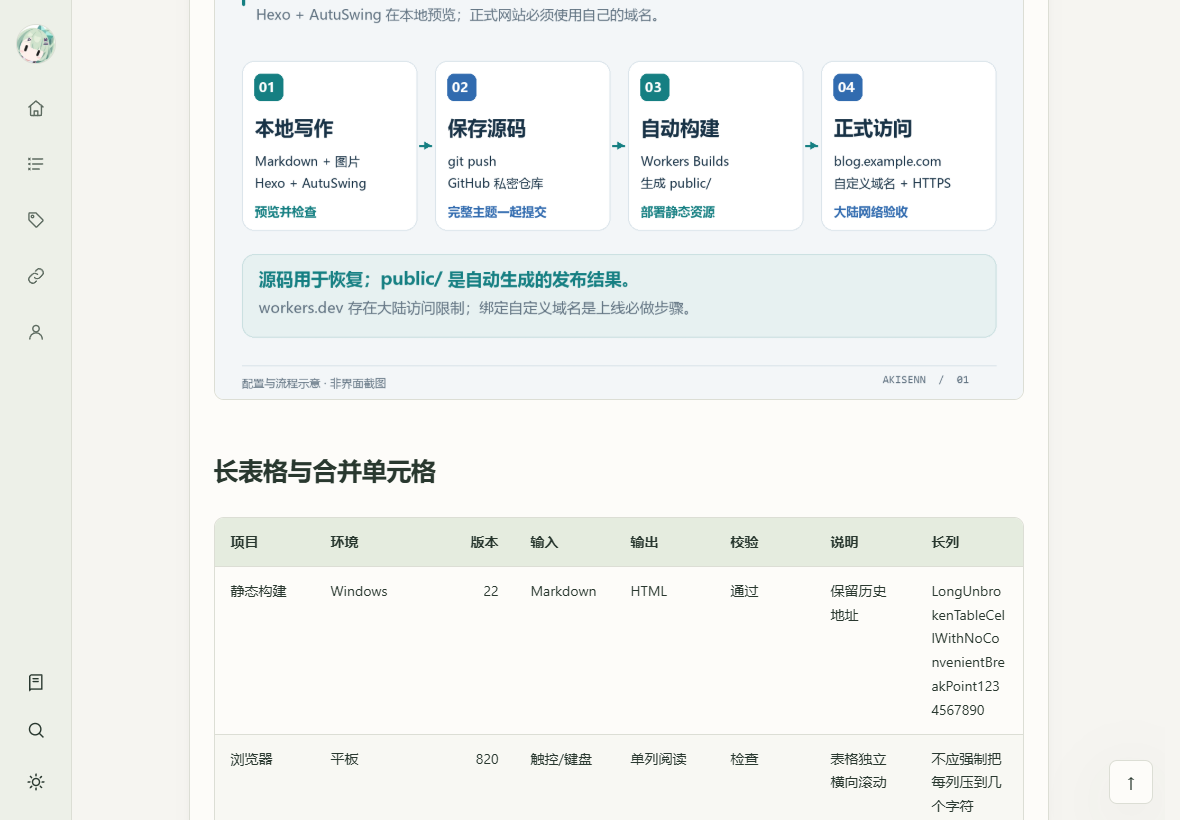 Hexo + AutuSwing 在本地预览；正式网站必须使用自己的域名。
01
本地写作
Markdown + 图片
Hexo + AutuSwing
预览并检查
02
保存源码
git push
GitHub 私密仓库
完整主题一起提交
03
自动构建
Workers Builds
生成 public/
部署静态资源
04
正式访问
blog.example.com
自定义域名 + HTTPS
大陆网络验收
源码用于恢复；public/ 是自动生成的发布结果。
workers.dev 存在大陆访问限制；绑定自定义域名是上线必做步骤。
配置与流程示意 · 非界面截图
AKISENN / 01
长表格与合并单元格
项目 环境 版本 输入 输出 校验 说明 长列
静态构建 Windows 22 Markdown HTML 通过 保留历史 LongUnbro
地址 kenTableCel
lWithNoCo
nvenientBre
akPoint123
4567890
浏览器 平板 820 触控/键盘 单列阅读 检查 表格独立 不应强制把
横向滚动 每列压到几
个字符